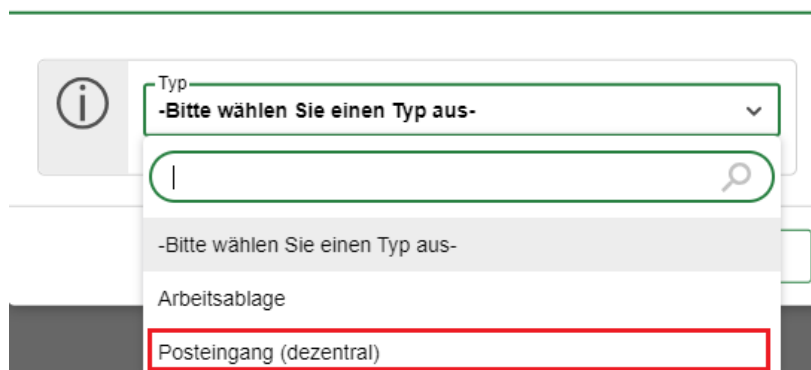 Typ
-Bitte wählen Sie einen Typ aus-
-Bitte wählen Sie einen Typ aus-
Arbeitsablage
Posteingang (dezentral)